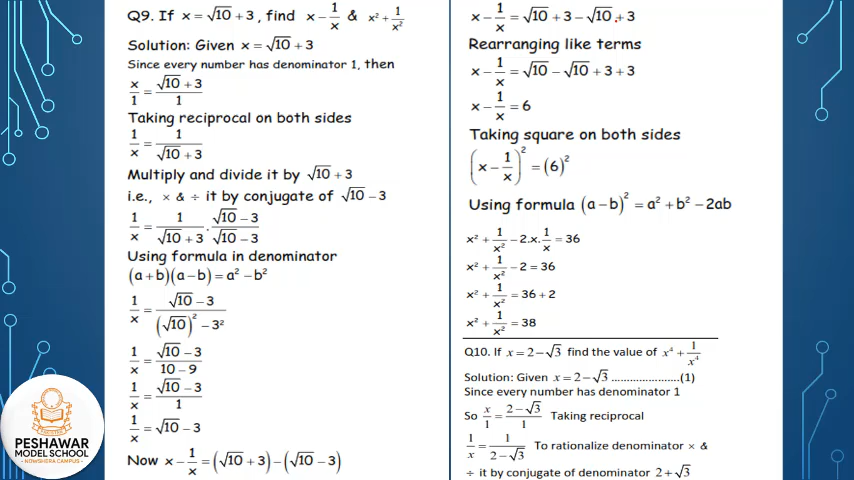 Q9. If x = √10 + 3, find x − 1/x & x² + 1/x²
Solution: Given x = √10 + 3
Since every number has denominator 1, then
x/1 = (√10 + 3)/1
Taking reciprocal on both sides
1/x = 1/(√10 + 3)
Multiply and divide it by √10 + 3
i.e., × & ÷ it by conjugate of √10 − 3
1/x = 1/(√10 + 3) . (√10 − 3)/(√10 − 3)
Using formula in denominator
(a + b)(a − b) = a² − b²
1/x = (√10 − 3)/((√10)² − 3²)
1/x = (√10 − 3)/(10 − 9)
1/x = (√10 − 3)/1
1/x = √10 − 3
Now x − 1/x = (√10 + 3) − (√10 − 3)
x − 1/x = √10 + 3 − √10 + 3
Rearranging like terms
x − 1/x = √10 − √10 + 3 + 3
x − 1/x = 6
Taking square on both sides
(x − 1/x)² = (6)²
Using formula (a − b)² = a² + b² − 2ab
x² + 1/x² − 2.x.1/x = 36
x² + 1/x² − 2 = 36
x² + 1/x² = 36 + 2
x² + 1/x² = 38
Q10. If x = 2 − √3 find the value of x⁴ + 1/x⁴
Solution: Given x = 2 − √3 ......................(1)
Since every number has denominator 1
So x/1 = (2 − √3)/1 Taking reciprocal
1/x = 1/(2 − √3) To rationalize denominator × &
÷ it by conjugate of denominator 2 + √3
PESHAWAR
MODEL SCHOOL
NOWSHERA CAMPUS